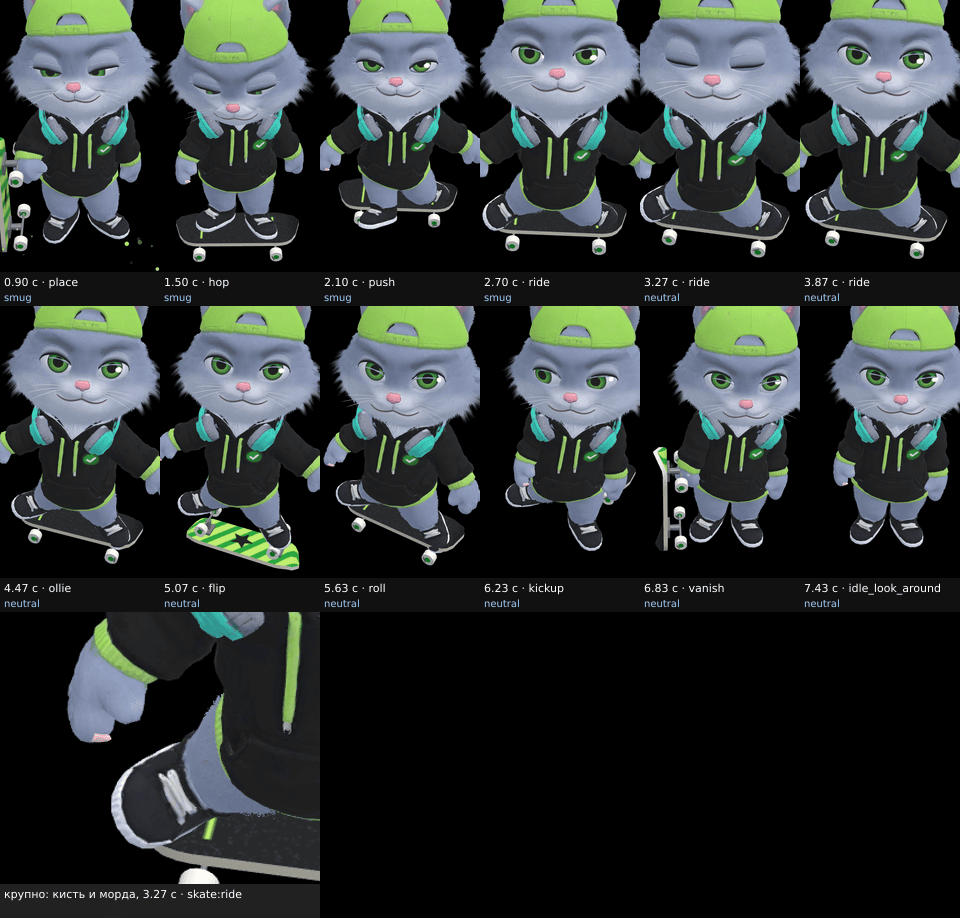 0.90 с · place
smug
1.50 с · hop
smug
2.10 с · push
smug
2.70 с · ride
smug
3.27 с · ride
neutral
3.87 с · ride
neutral
4.47 с · ollie
neutral
5.07 с · flip
neutral
5.63 с · roll
neutral
6.23 с · kickup
neutral
6.83 с · vanish
neutral
7.43 с · idle_look_around
neutral
крупно: кисть и морда, 3.27 с · skate:ride